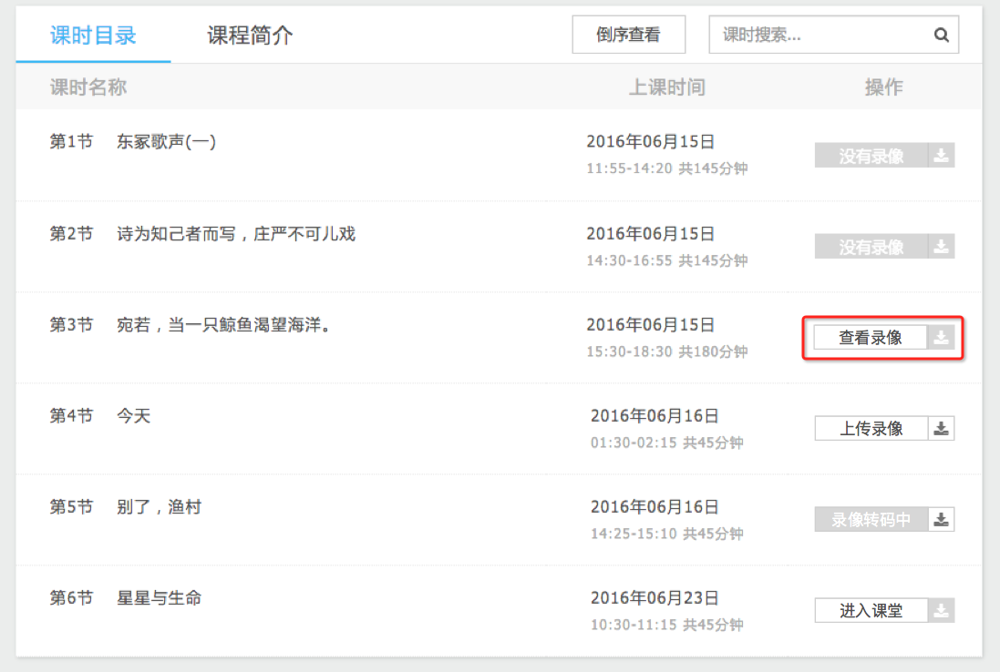 课时目录 课程简介 倒序查看 课时搜索...
课时名称 上课时间 操作
第1节 东冢歌声(一) 2016年06月15日
11:55-14:20 共145分钟
没有录像
第2节 诗为知己者而写，庄严不可儿戏 2016年06月15日
14:30-16:55 共145分钟
没有录像
第3节 宛若，当一只鲸鱼渴望海洋。 2016年06月15日
15:30-18:30 共180分钟
查看录像
第4节 今天 2016年06月16日
01:30-02:15 共45分钟
上传录像
第5节 别了，渔村 2016年06月16日
14:25-15:10 共45分钟
录像转码中
第6节 星星与生命 2016年06月23日
10:30-11:15 共45分钟
进入课堂